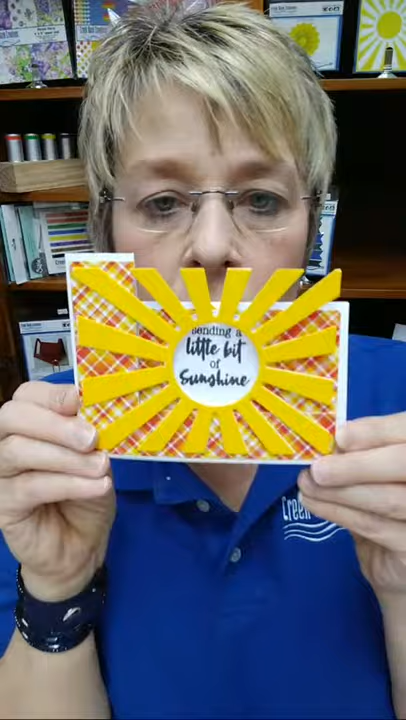 sending a
little bit
of
Sunshine
Creek